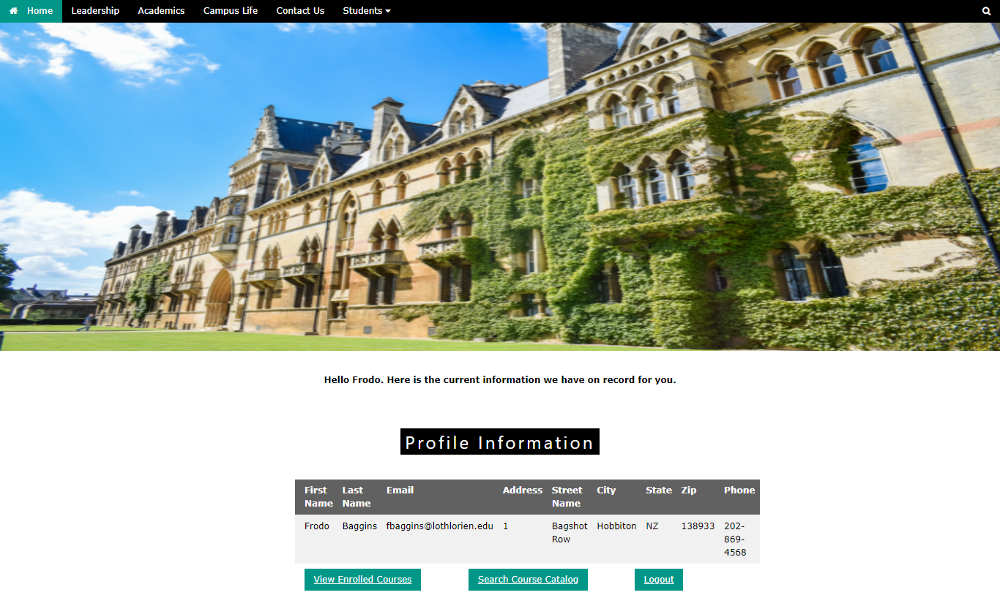 Home Leadership Academics Campus Life Contact Us Students
Hello Frodo. Here is the current information we have on record for you.
Profile Information
First Name Last Name Email Address Street Name City State Zip Phone
Frodo Baggins fbaggins@lothlorien.edu 1 Bagshot Row Hobbiton NZ 138933 202-869-4568
View Enrolled Courses Search Course Catalog Logout